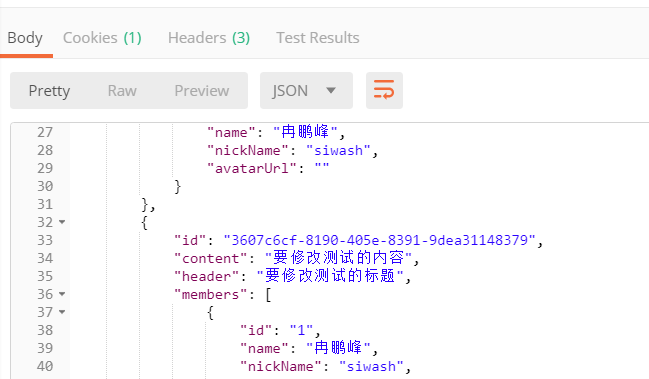 Body Cookies (1) Headers (3) Test Results
Pretty Raw Preview JSON
27 "name": "冉鹏峰",
28 "nickName": "siwash",
29 "avatarUrl": ""
30 }
31 },
32 {
33 "id": "3607c6cf-8190-405e-8391-9dea31148379",
34 "content": "要修改测试的内容",
35 "header": "要修改测试的标题",
36 "members": [
37 {
38 "id": "1",
39 "name": "冉鹏峰",
40 "nickName": "siwash",